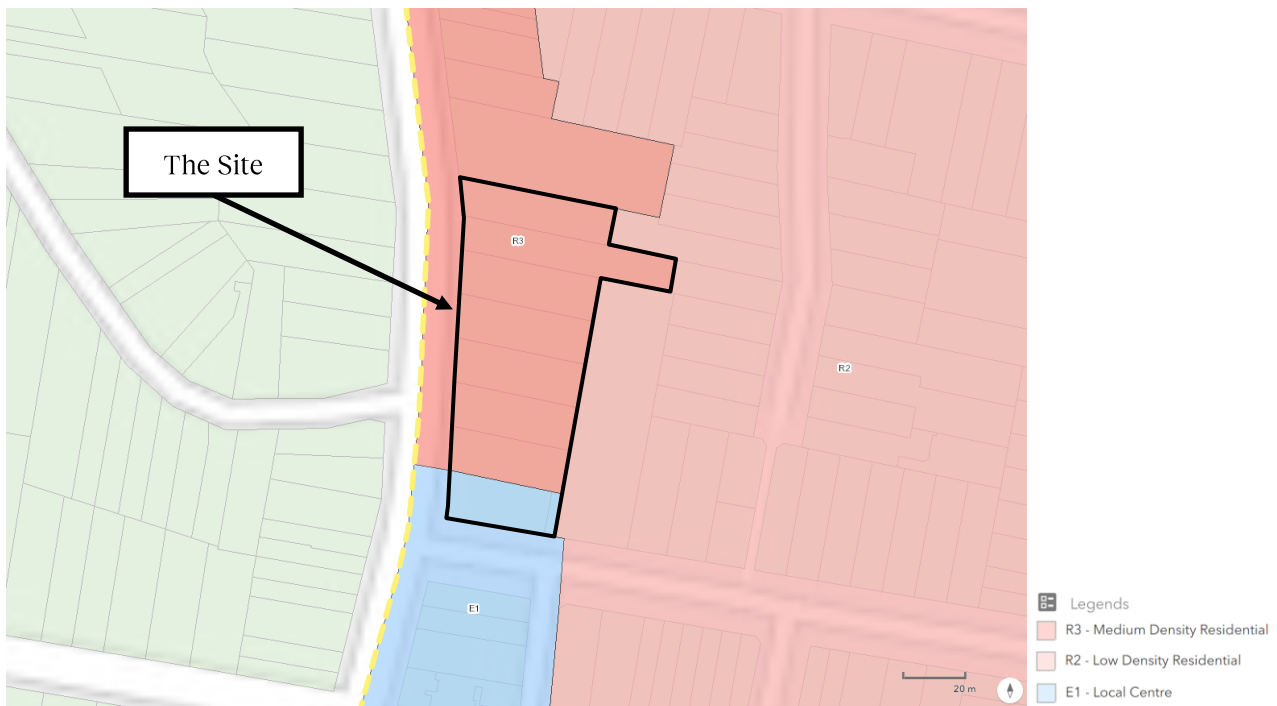 The Site
R3
R2
E1
20 m
Legends
R3 - Medium Density Residential
R2 - Low Density Residential
E1 - Local Centre